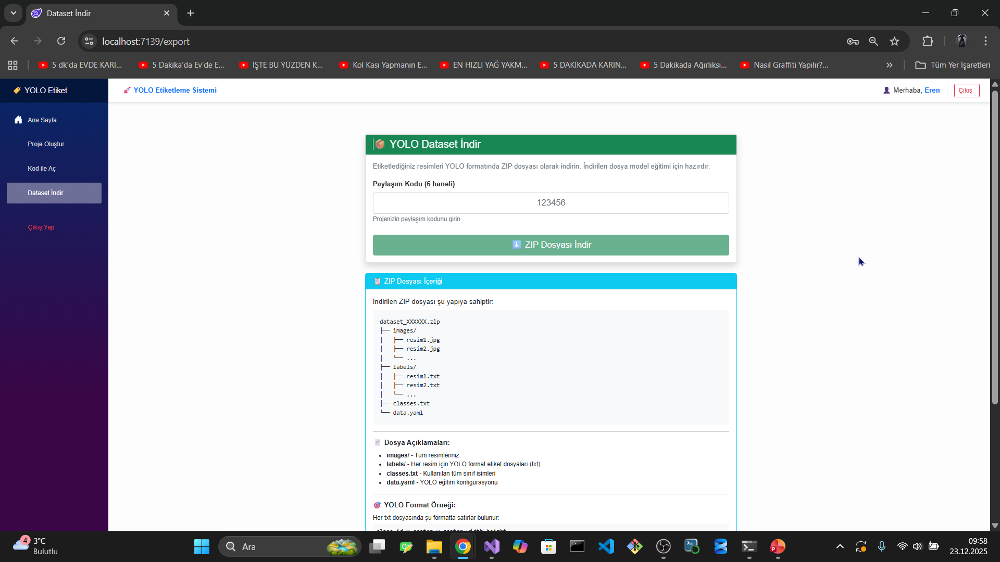 Dataset İndir
localhost:7139/export
5 dk'da EVDE KARI...
5 Dakika'da Ev'de E...
İŞTE BU YÜZDEN K...
Kol Kası Yapmanın E...
EN HIZLI YAĞ YAKM...
5 DAKİKADA KARIN...
5 Dakikada Ağırlıksı...
Nasıl Graffiti Yapılır?...
»
Tüm Yer İşaretleri
YOLO Etiket
YOLO Etiketleme Sistemi
Merhaba, Eren
Çıkış
Ana Sayfa
Proje Oluştur
Kod ile Aç
Dataset İndir
Çıkış Yap
YOLO Dataset İndir
Etiketlediğiniz resimleri YOLO formatında ZIP dosyası olarak indirin. İndirilen dosya model eğitimi için hazırdır.
Paylaşım Kodu (6 haneli)
123456
Projenizin paylaşım kodunu girin
ZIP Dosyası İndir
ZIP Dosyası İçeriği
İndirilen ZIP dosyası şu yapıya sahiptir:
dataset_XXXXXX.zip
├── images/
│   ├── resim1.jpg
│   ├── resim2.jpg
│   └── ...
├── labels/
│   ├── resim1.txt
│   ├── resim2.txt
│   └── ...
├── classes.txt
└── data.yaml
Dosya Açıklamaları:
• images/ - Tüm resimleriniz
• labels/ - Her resim için YOLO format etiket dosyaları (txt)
• classes.txt - Kullanılan tüm sınıf isimleri
• data.yaml - YOLO eğitim konfigürasyonu
YOLO Format Örneği:
Her txt dosyasında şu formatta satırlar bulunur:
4
3°C
Bulutlu
Ara
09:58
23.12.2025